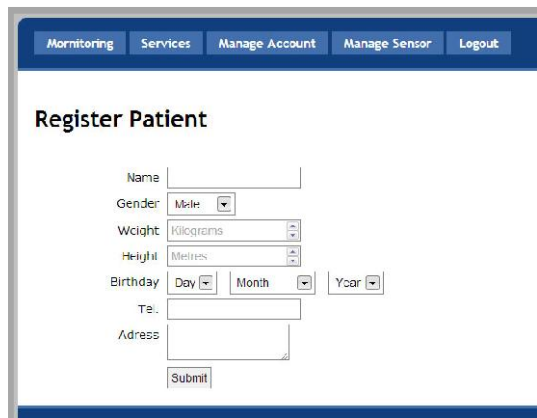 Mornitoring Services Manage Account Manage Sensor Logout
Register Patient
Name
Gender Male
Weight Kilograms
Height Metres
Birthday Day Month Year
Tel.
Adress
Submit